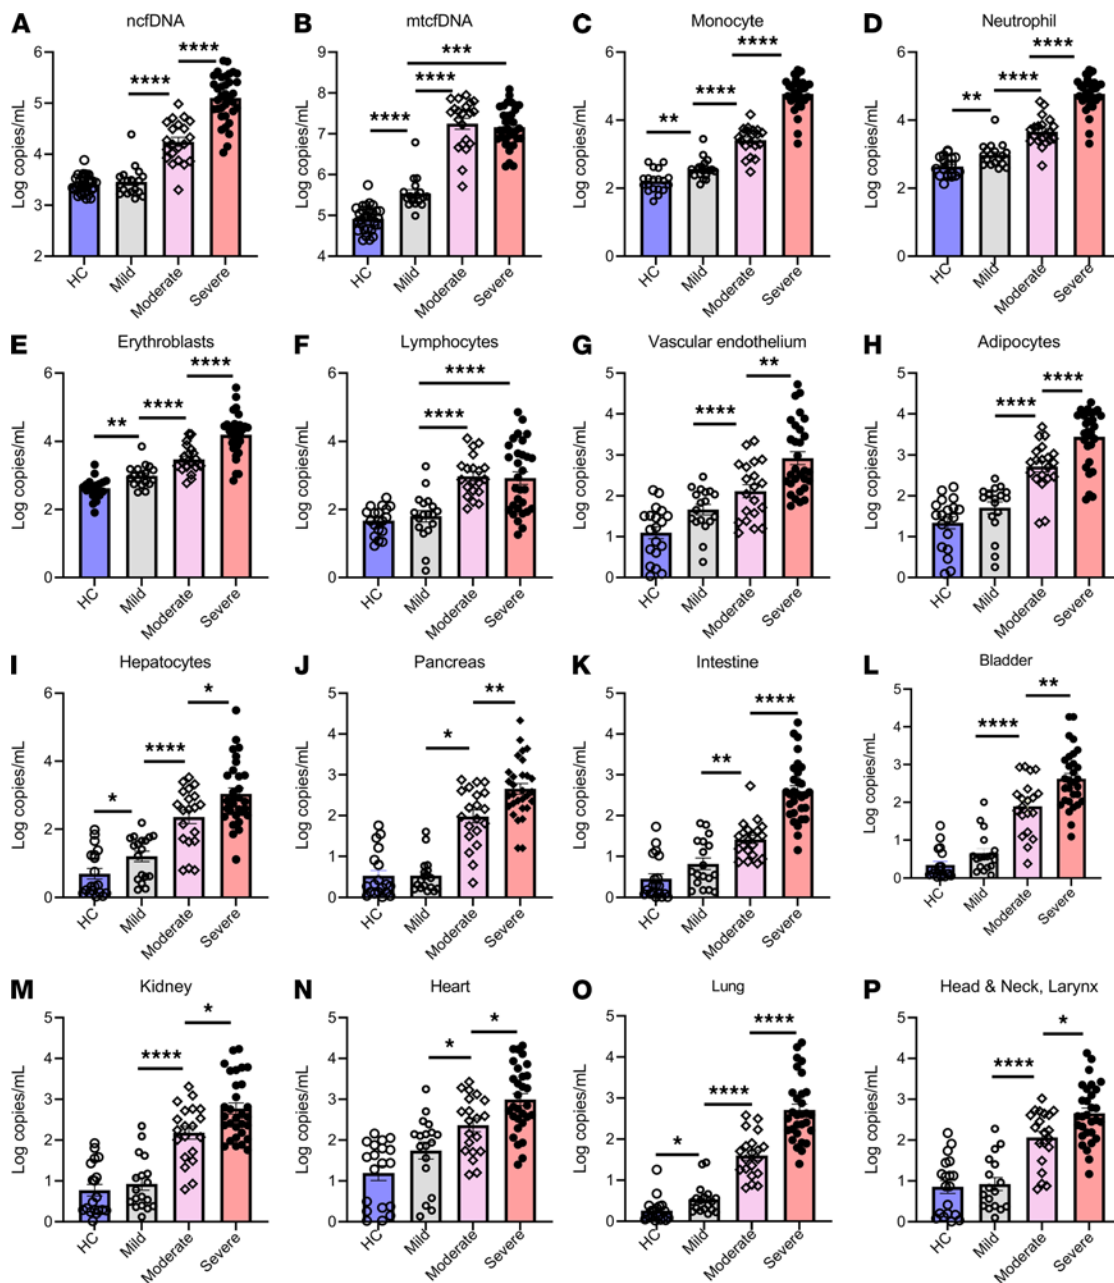 A ncfDNA
Log copies/mL
6
5
4
3
2
****
****
HC Mild Moderate Severe
B mtcfDNA
Log copies/mL
9
8
7
6
5
4
****
****
***
HC Mild Moderate Severe
C Monocyte
Log copies/mL
6
4
2
0
**
****
****
HC Mild Moderate Severe
D Neutrophil
Log copies/mL
6
4
2
0
**
****
****
HC Mild Moderate Severe
E Erythroblasts
Log copies/mL
6
4
2
0
**
****
****
HC Mild Moderate Severe
F Lymphocytes
Log copies/mL
6
4
2
0
****
****
HC Mild Moderate Severe
G Vascular endothelium
Log copies/mL
5
4
3
2
1
0
****
**
HC Mild Moderate Severe
H Adipocytes
Log copies/mL
5
4
3
2
1
0
****
****
HC Mild Moderate Severe
I Hepatocytes
Log copies/mL
6
4
2
0
*
****
*
HC Mild Moderate Severe
J Pancreas
Log copies/mL
5
4
3
2
1
0
*
**
HC Mild Moderate Severe
K Intestine
Log copies/mL
5
4
3
2
1
0
**
****
HC Mild Moderate Severe
L Bladder
Log copies/mL
5
4
3
2
1
0
****
**
HC Mild Moderate Severe
M Kidney
Log copies/mL
5
4
3
2
1
0
****
*
HC Mild Moderate Severe
N Heart
Log copies/mL
5
4
3
2
1
0
*
*
HC Mild Moderate Severe
O Lung
Log copies/mL
5
4
3
2
1
0
*
****
****
HC Mild Moderate Severe
P Head & Neck, Larynx
Log copies/mL
5
4
3
2
1
0
****
*
HC Mild Moderate Severe